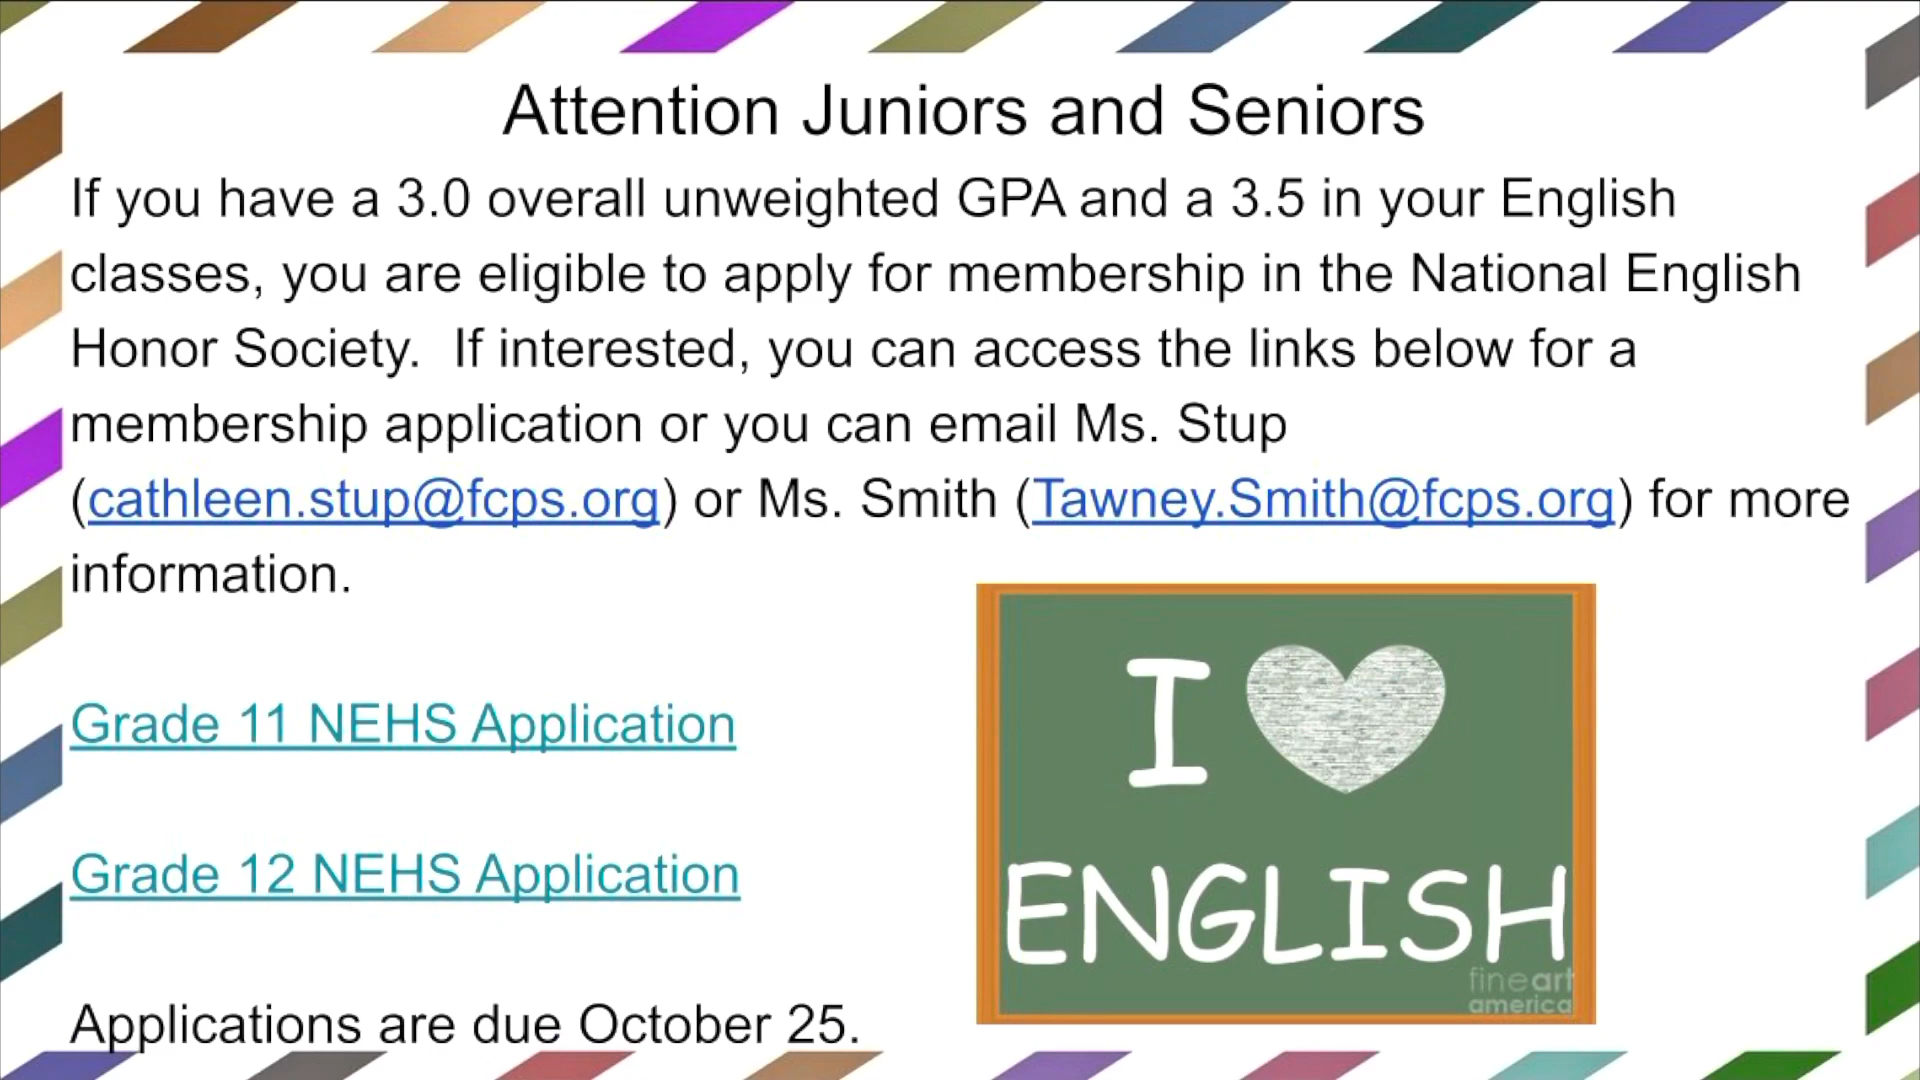 Attention Juniors and Seniors
If you have a 3.0 overall unweighted GPA and a 3.5 in your English
classes, you are eligible to apply for membership in the National English
Honor Society.  If interested, you can access the links below for a
membership application or you can email Ms. Stup
(cathleen.stup@fcps.org) or Ms. Smith (Tawney.Smith@fcps.org) for more
information.
Grade 11 NEHS Application
Grade 12 NEHS Application
Applications are due October 25.
I
ENGLISH
fineart
america